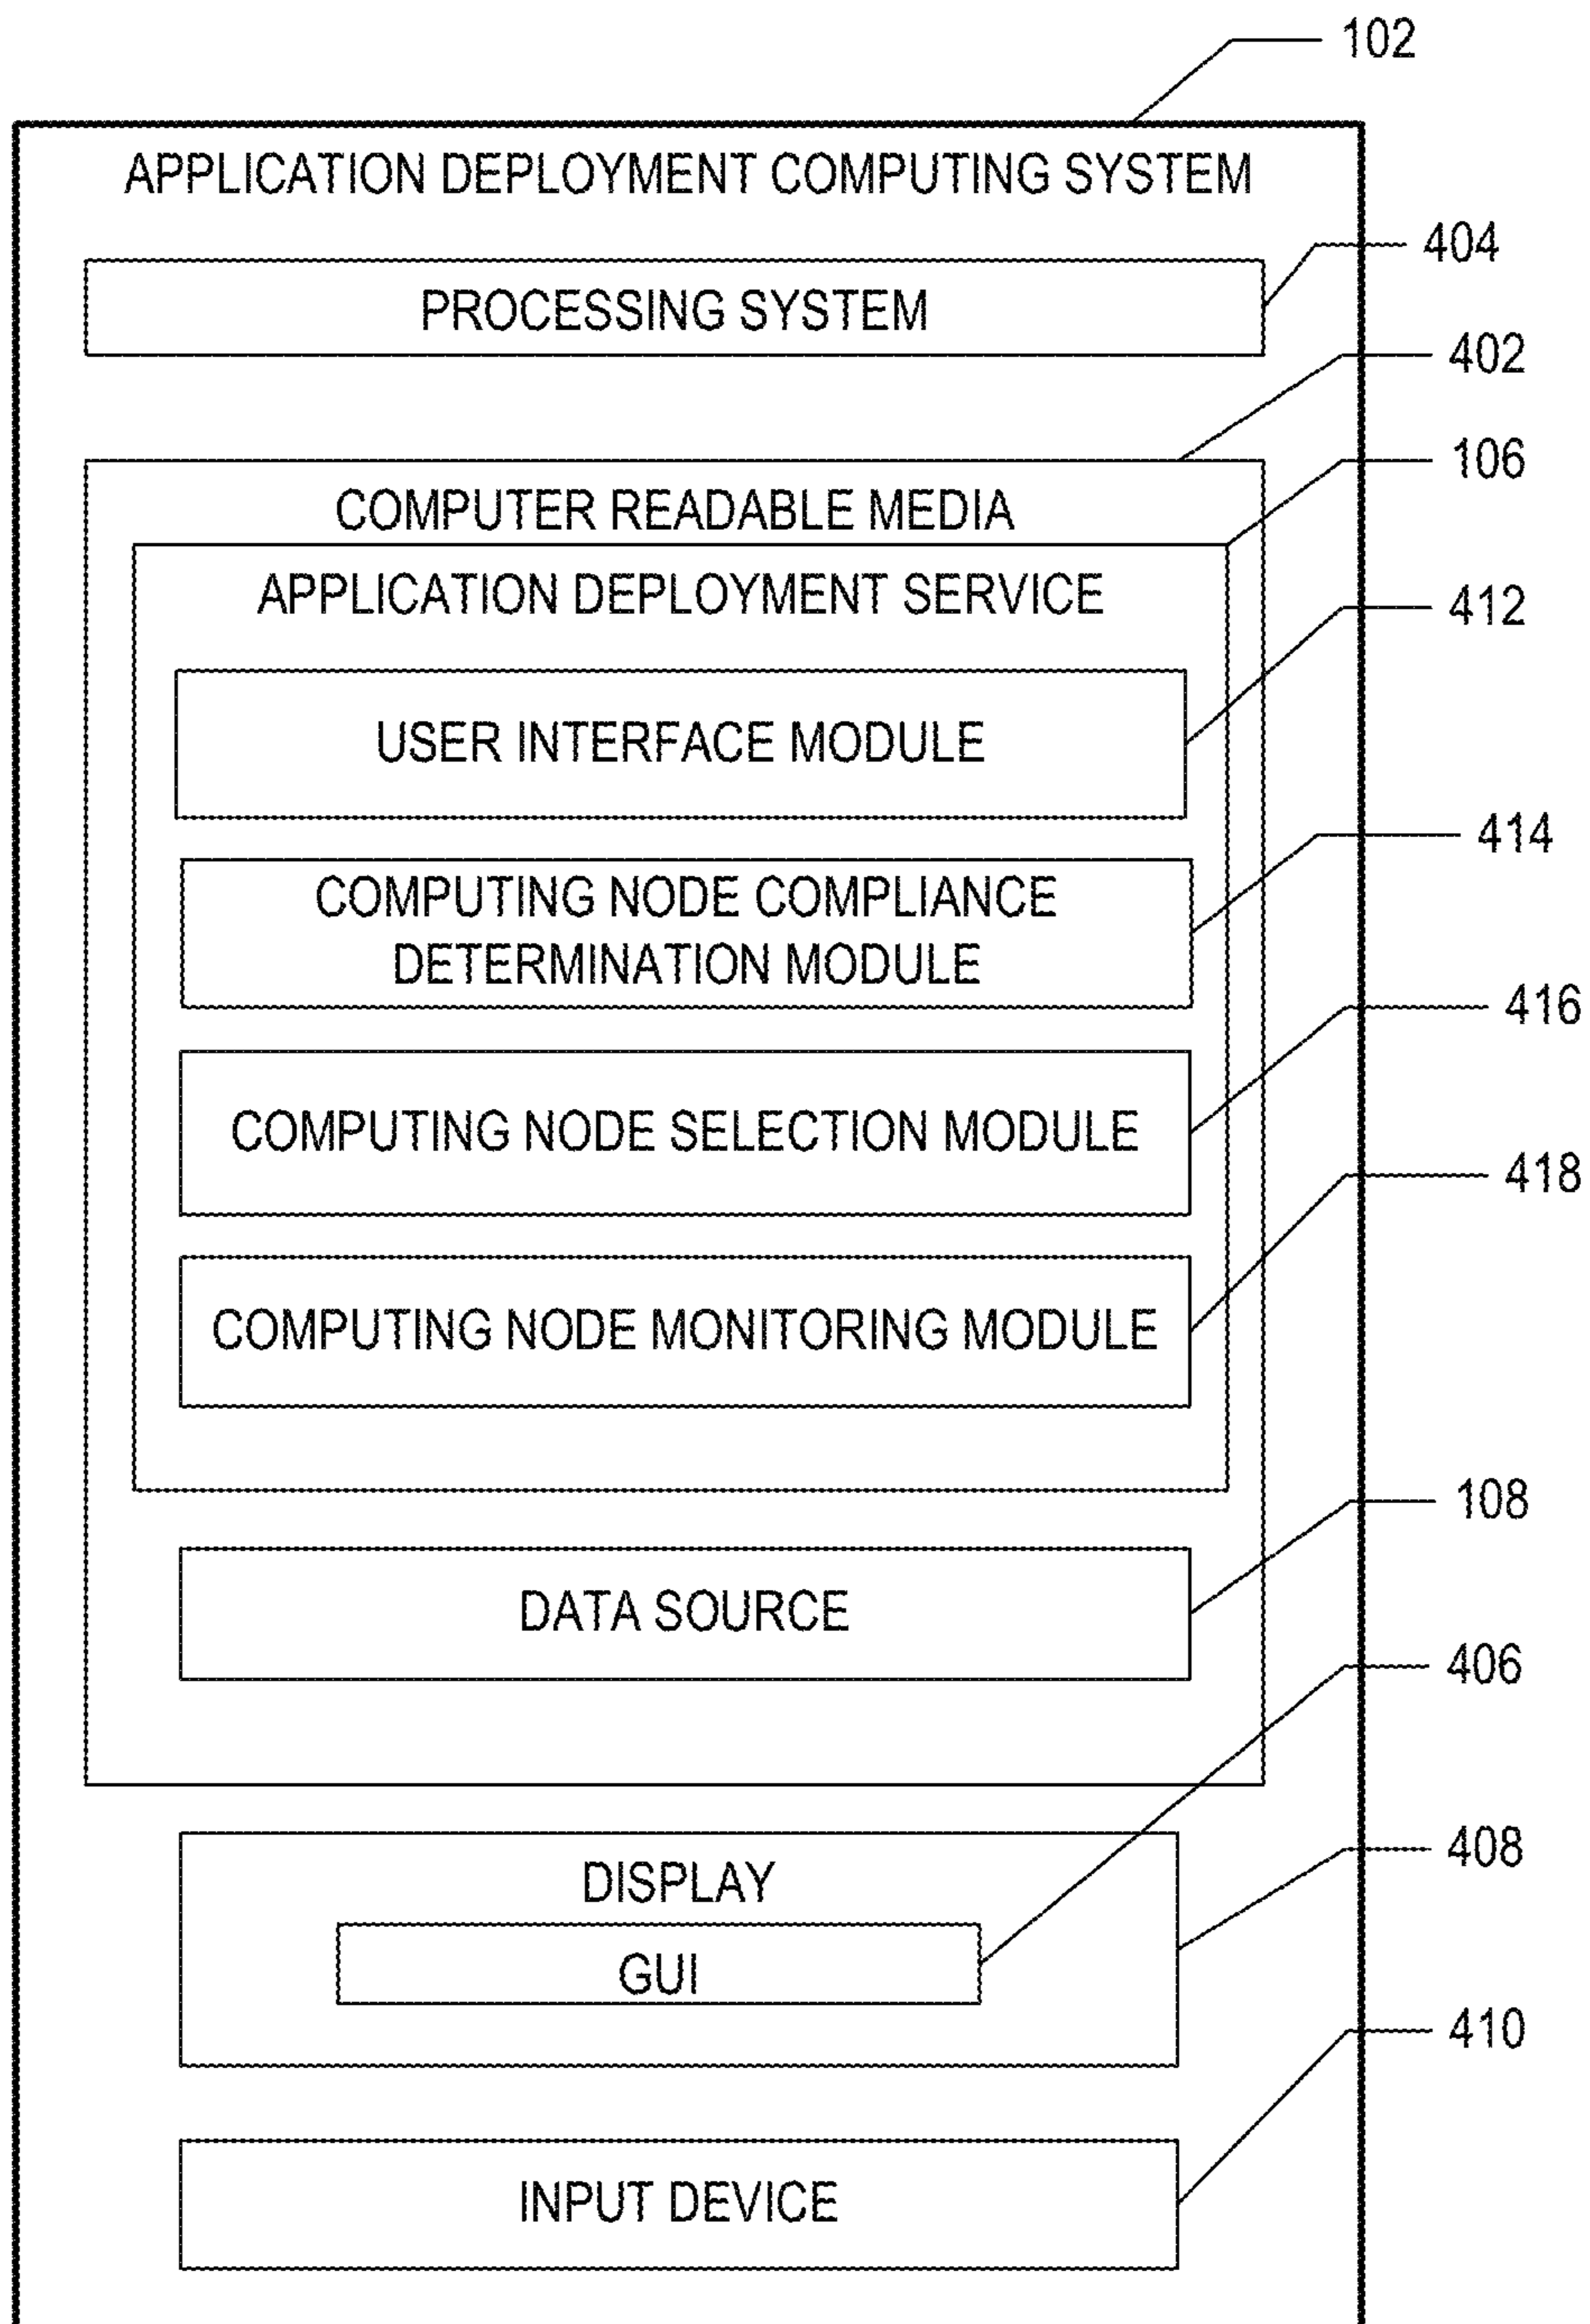 102
APPLICATION DEPLOYMENT COMPUTING SYSTEM
404
PROCESSING SYSTEM
402
106
COMPUTER READABLE MEDIA
APPLICATION DEPLOYMENT SERVICE
412
USER INTERFACE MODULE
414
COMPUTING NODE COMPLIANCE
DETERMINATION MODULE
416
COMPUTING NODE SELECTION MODULE
418
COMPUTING NODE MONITORING MODULE
108
DATA SOURCE
406
408
DISPLAY
GUI
410
INPUT DEVICE